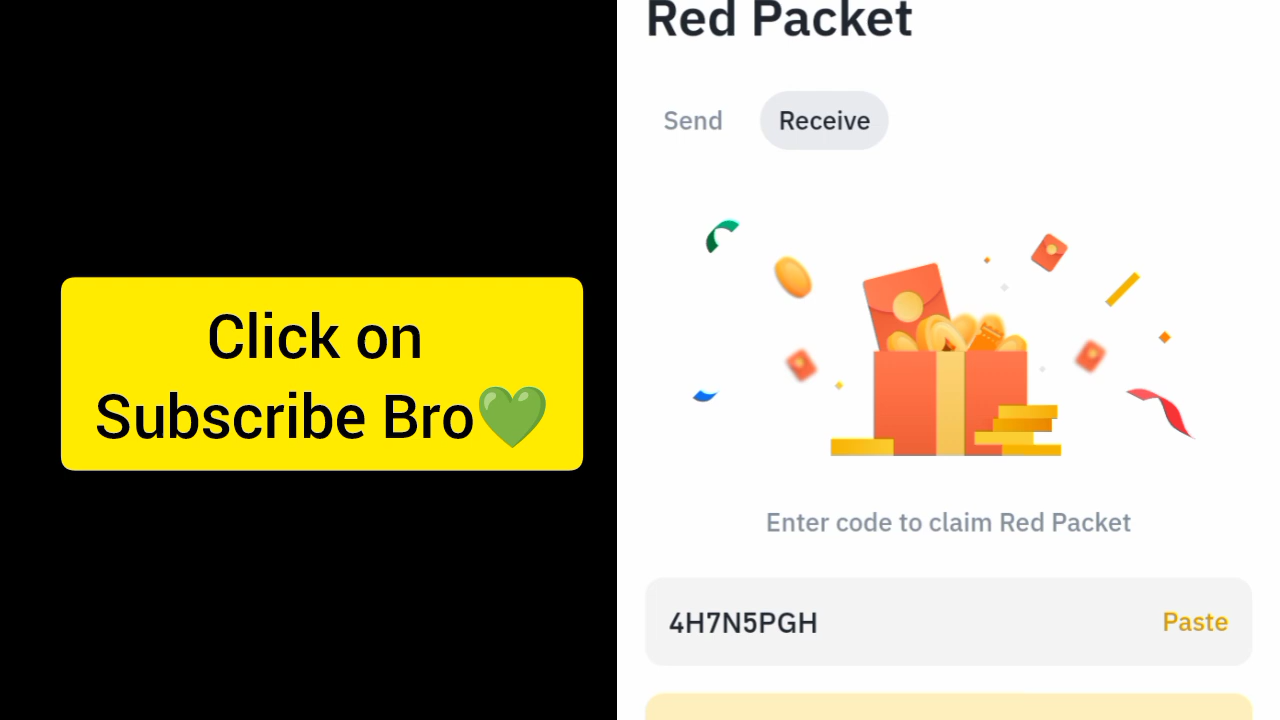 Click on
Subscribe Bro💚
Red Packet
Send
Receive
Enter code to claim Red Packet
4H7N5PGH
Paste